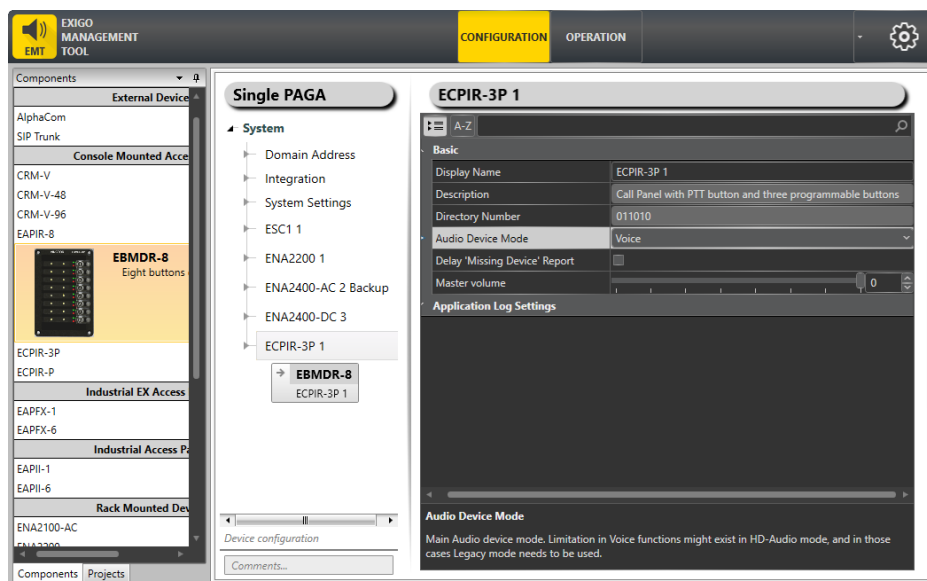 EXIGO
MANAGEMENT
TOOL
EMT
CONFIGURATION
OPERATION
Components
External Device
AlphaCom
SIP Trunk
Console Mounted Acce
CRM-V
CRM-V-48
CRM-V-96
EAPIR-8
EBMDR-8
Eight buttons
ECPIR-3P
ECPIR-P
Industrial EX Access
EAPFX-1
EAPFX-6
Industrial Access Pa
EAPII-1
EAPII-6
Rack Mounted Dev
ENA2100-AC
ENA2200
Components Projects
Single PAGA
System
Domain Address
Integration
System Settings
ESC1 1
ENA2200 1
ENA2400-AC 2 Backup
ENA2400-DC 3
ECPIR-3P 1
EBMDR-8
ECPIR-3P 1
Device configuration
Comments...
ECPIR-3P 1
A-Z
Basic
Display Name ECPIR-3P 1
Description Call Panel with PTT button and three programmable buttons
Directory Number 011010
Audio Device Mode Voice
Delay 'Missing Device' Report
Master volume 0
Application Log Settings
Audio Device Mode
Main Audio device mode. Limitation in Voice functions might exist in HD-Audio mode, and in those
cases Legacy mode needs to be used.